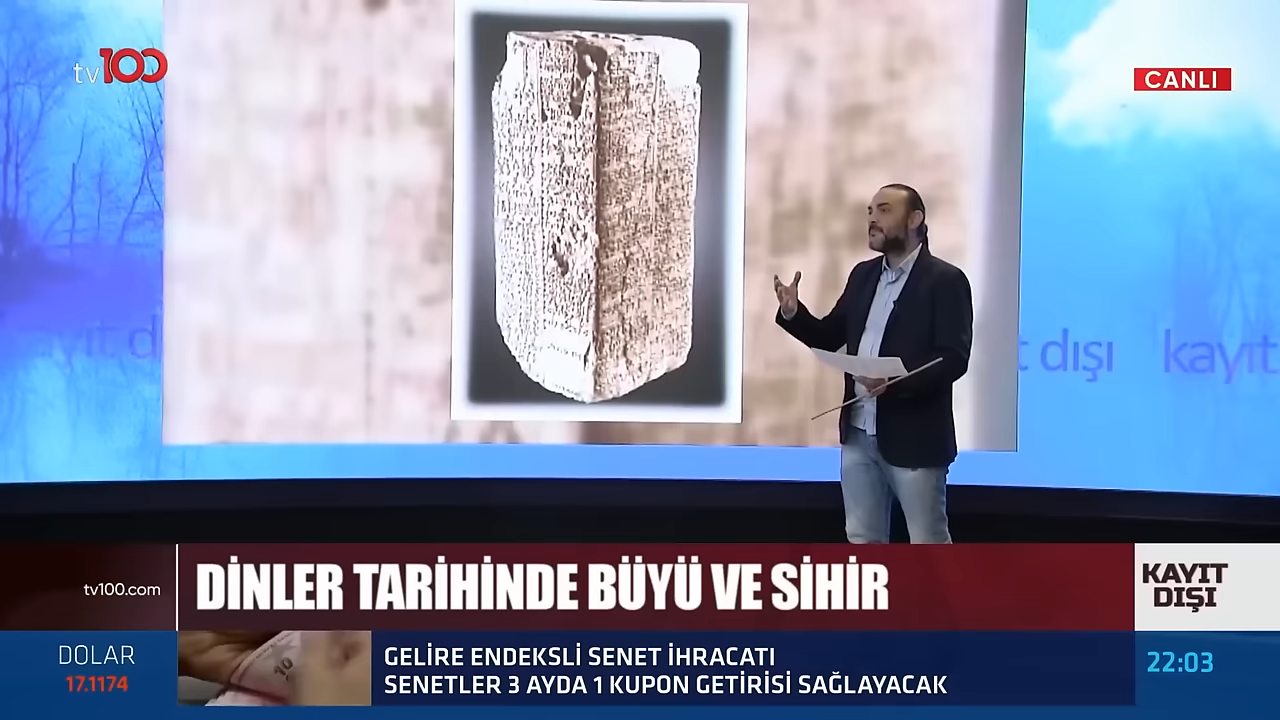 tv100
CANLI
kayıt dışı
kayıt
tv100.com
DİNLER TARİHİNDE BÜYÜ VE SİHİR
KAYIT
DIŞI
DOLAR
17.1174
10
GELİRE ENDEKSLİ SENET İHRACATI
SENETLER 3 AYDA 1 KUPON GETİRİSİ SAĞLAYACAK
22:03